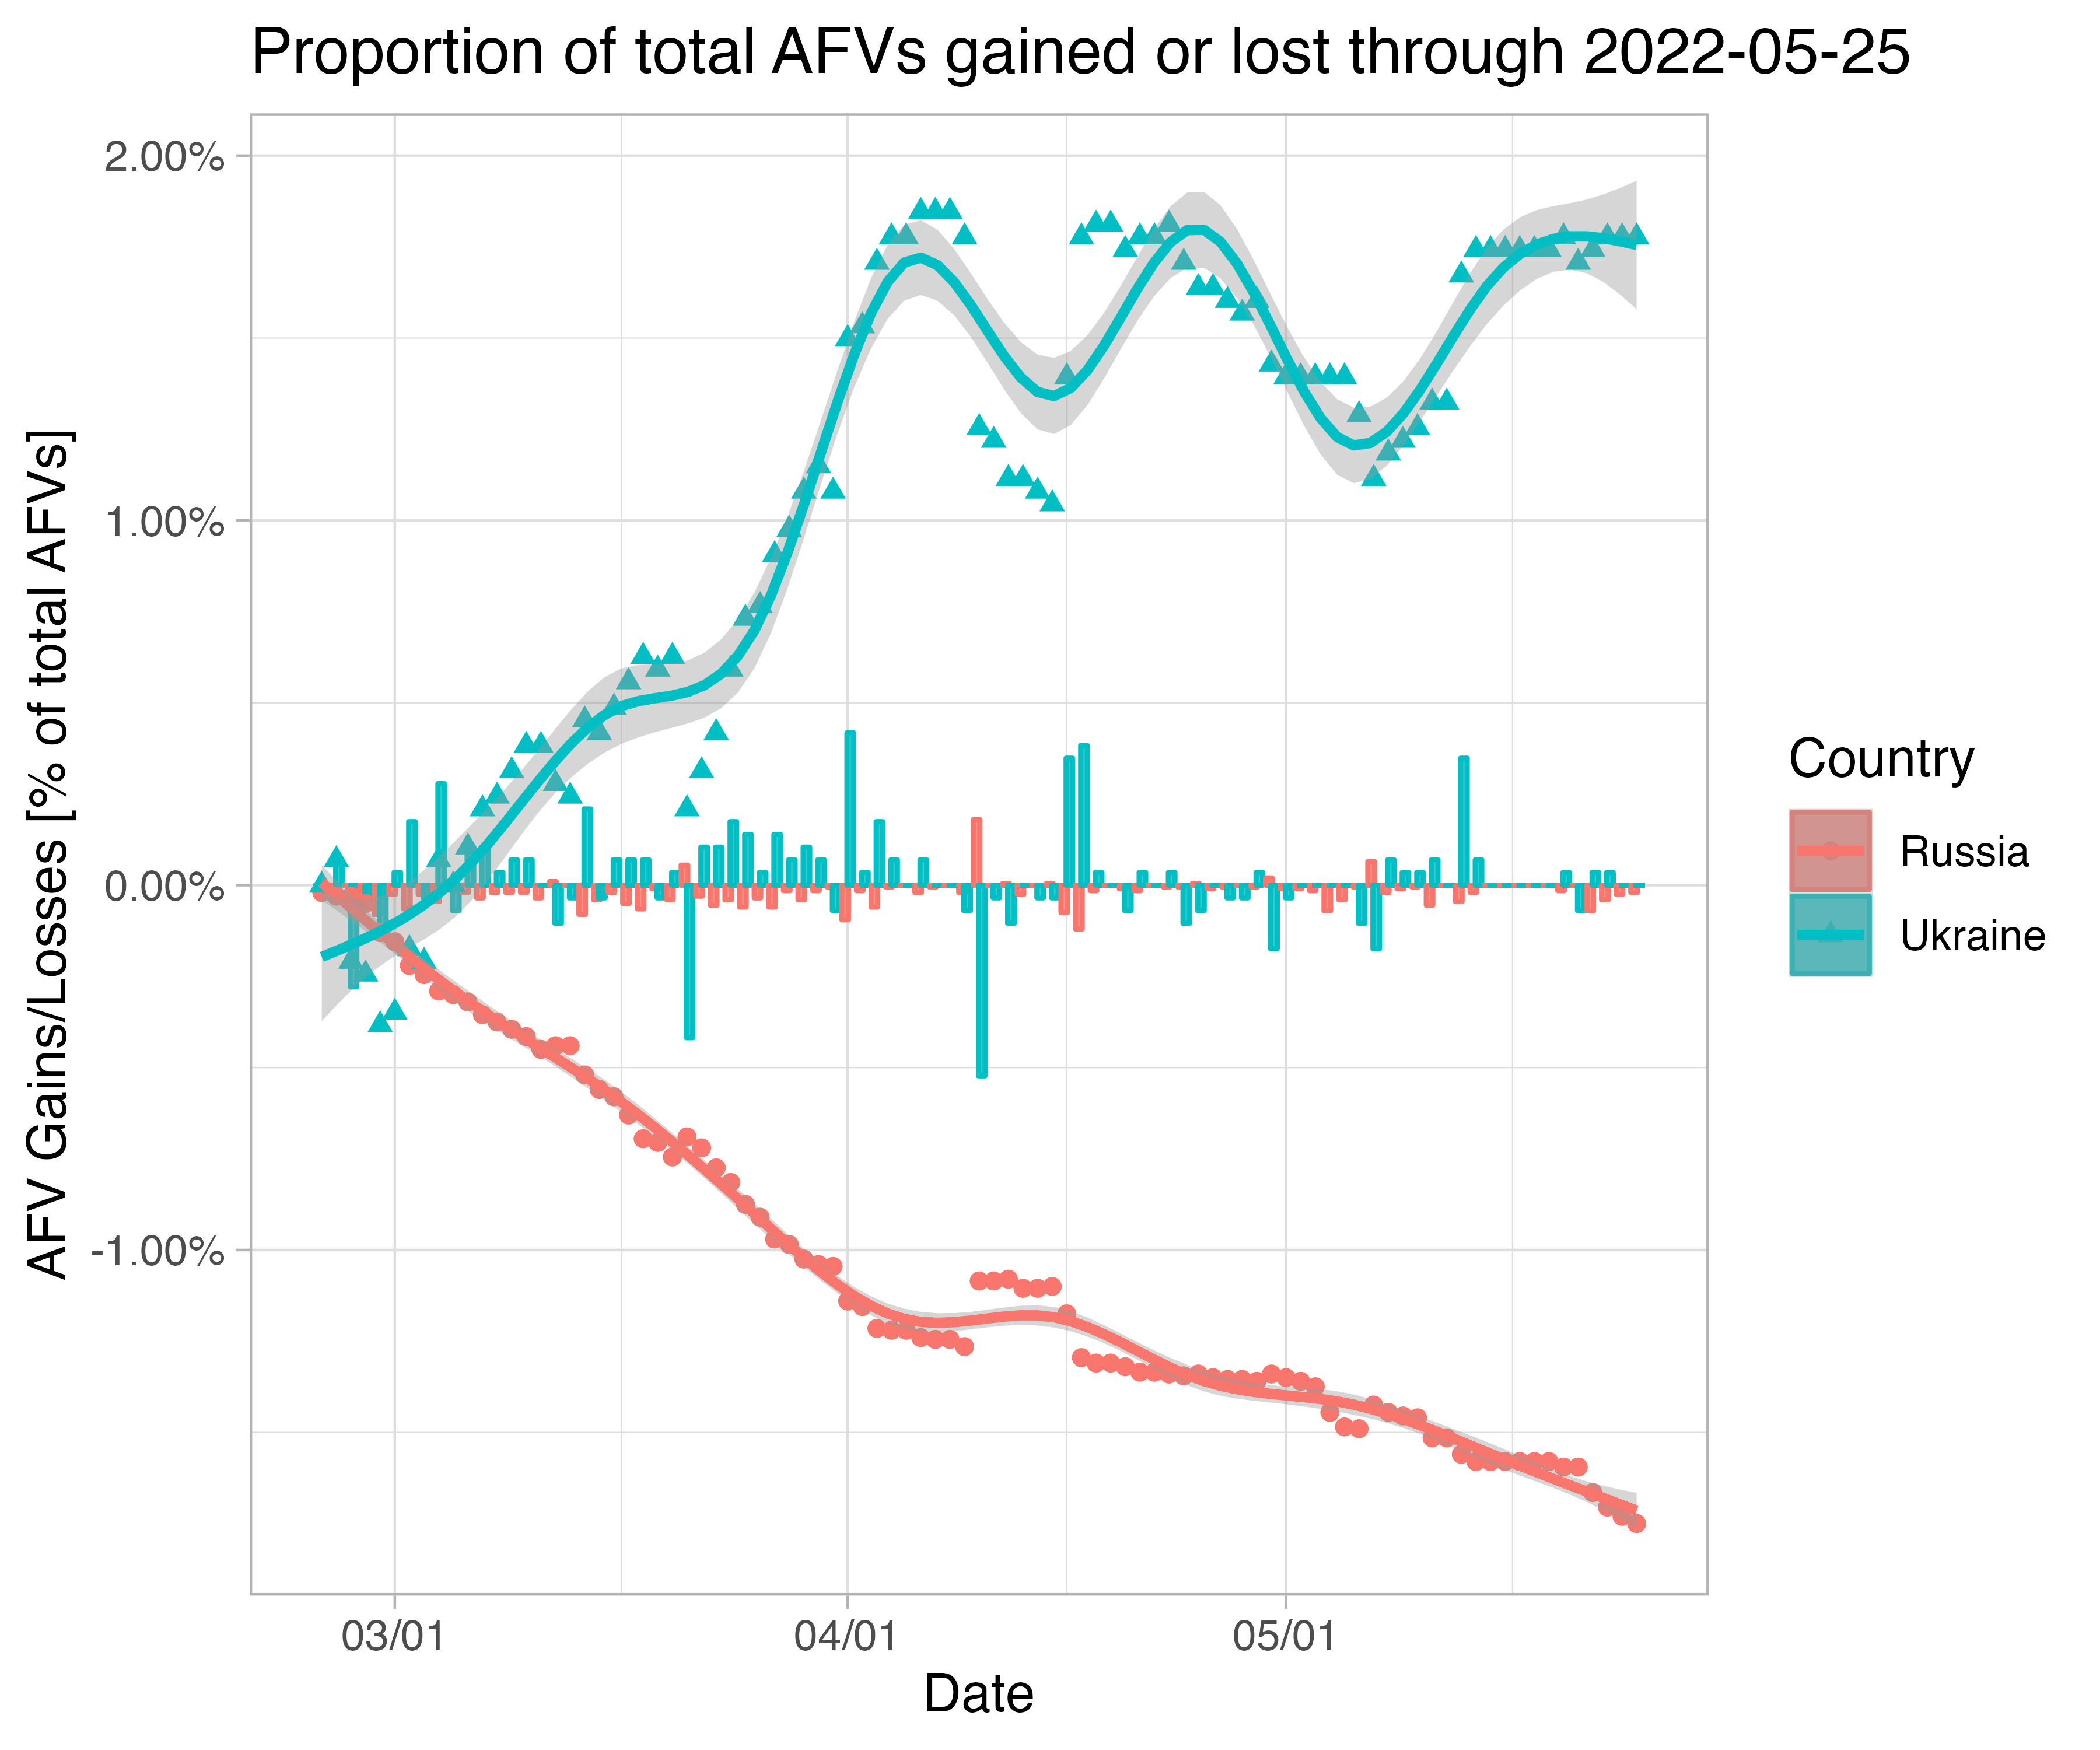 Proportion of total AFVs gained or lost through 2022-05-25
AFV Gains/Losses [% of total AFVs]
2.00%
1.00%
0.00%
-1.00%
03/01
04/01
05/01
Date
Country
Russia
Ukraine